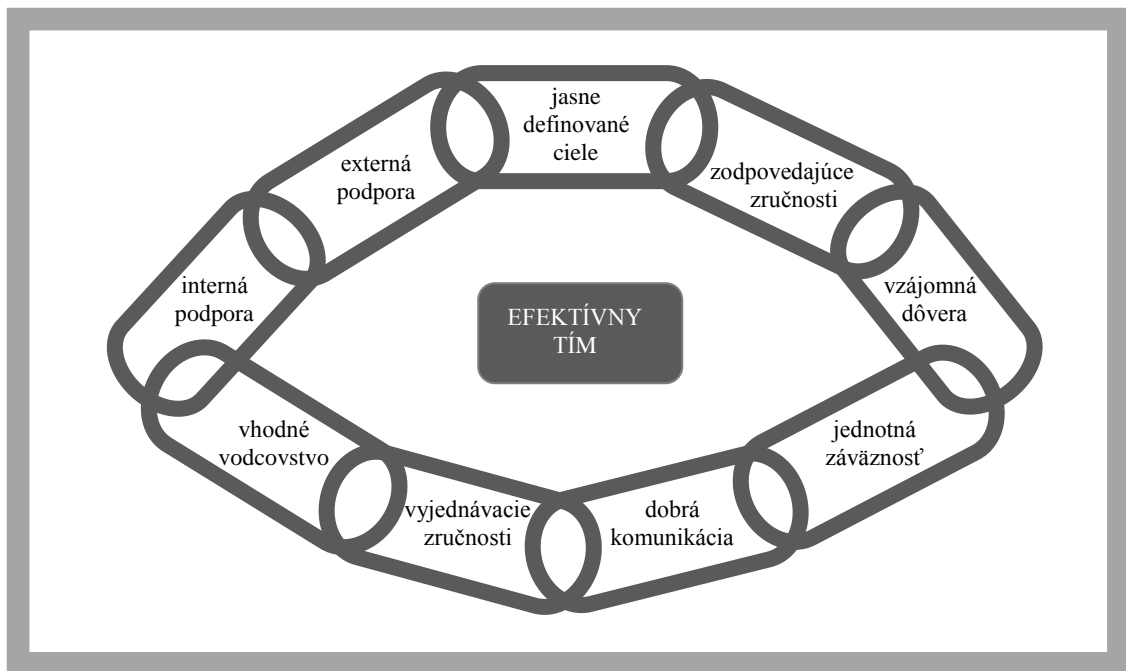 jasne
definované
ciele
zodpovedajúce
zručnosti
vzájomná
dôvera
jednotná
záväznosť
dobrá
komunikácia
vyjednávacie
zručnosti
vhodné
vodcovstvo
interná
podpora
externá
podpora
EFEKTÍVNY
TÍM